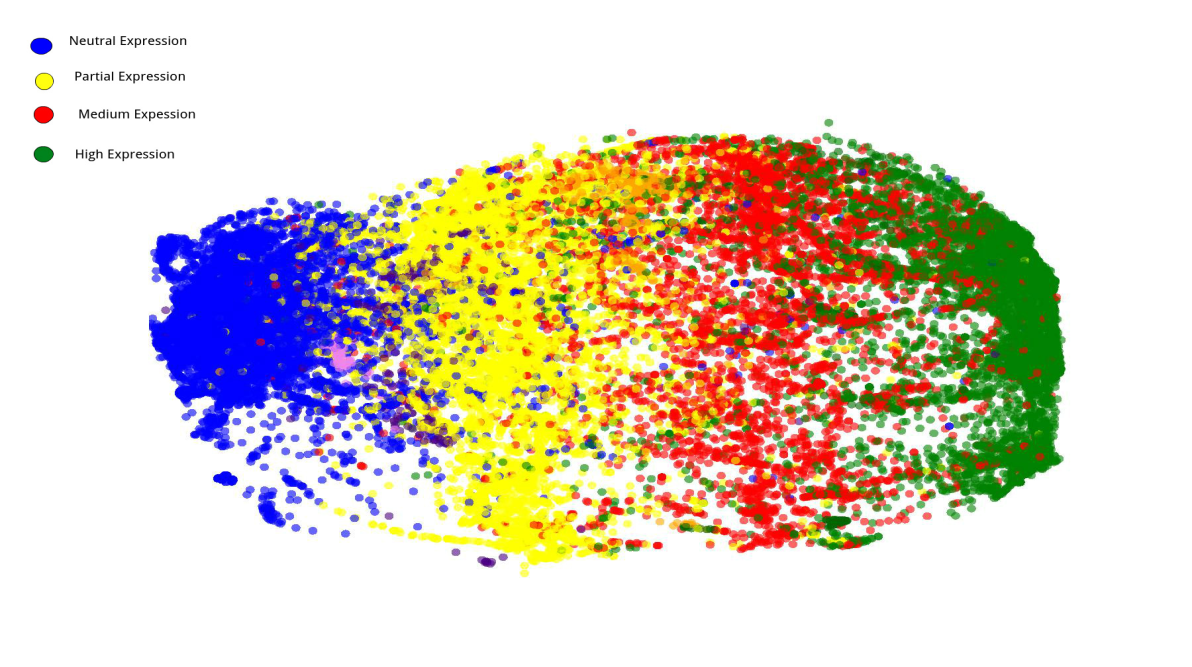 Neutral Expression
Partial Expression
Medium Expession
High Expression